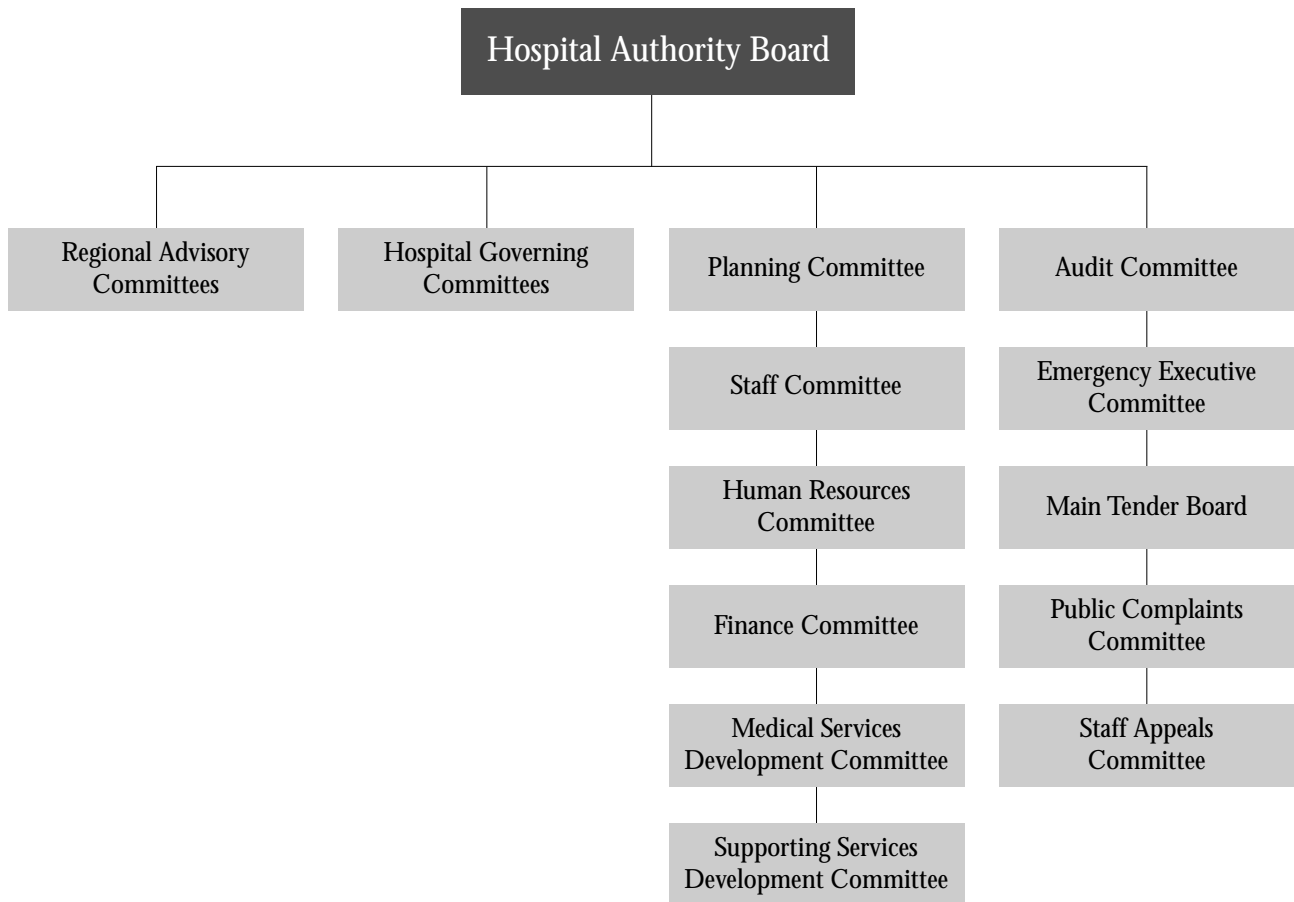 Hospital Authority Board
Regional Advisory
Committees
Hospital Governing
Committees
Planning Committee
Audit Committee
Staff Committee
Emergency Executive
Committee
Human Resources
Committee
Main Tender Board
Finance Committee
Public Complaints
Committee
Medical Services
Development Committee
Staff Appeals
Committee
Supporting Services
Development Committee